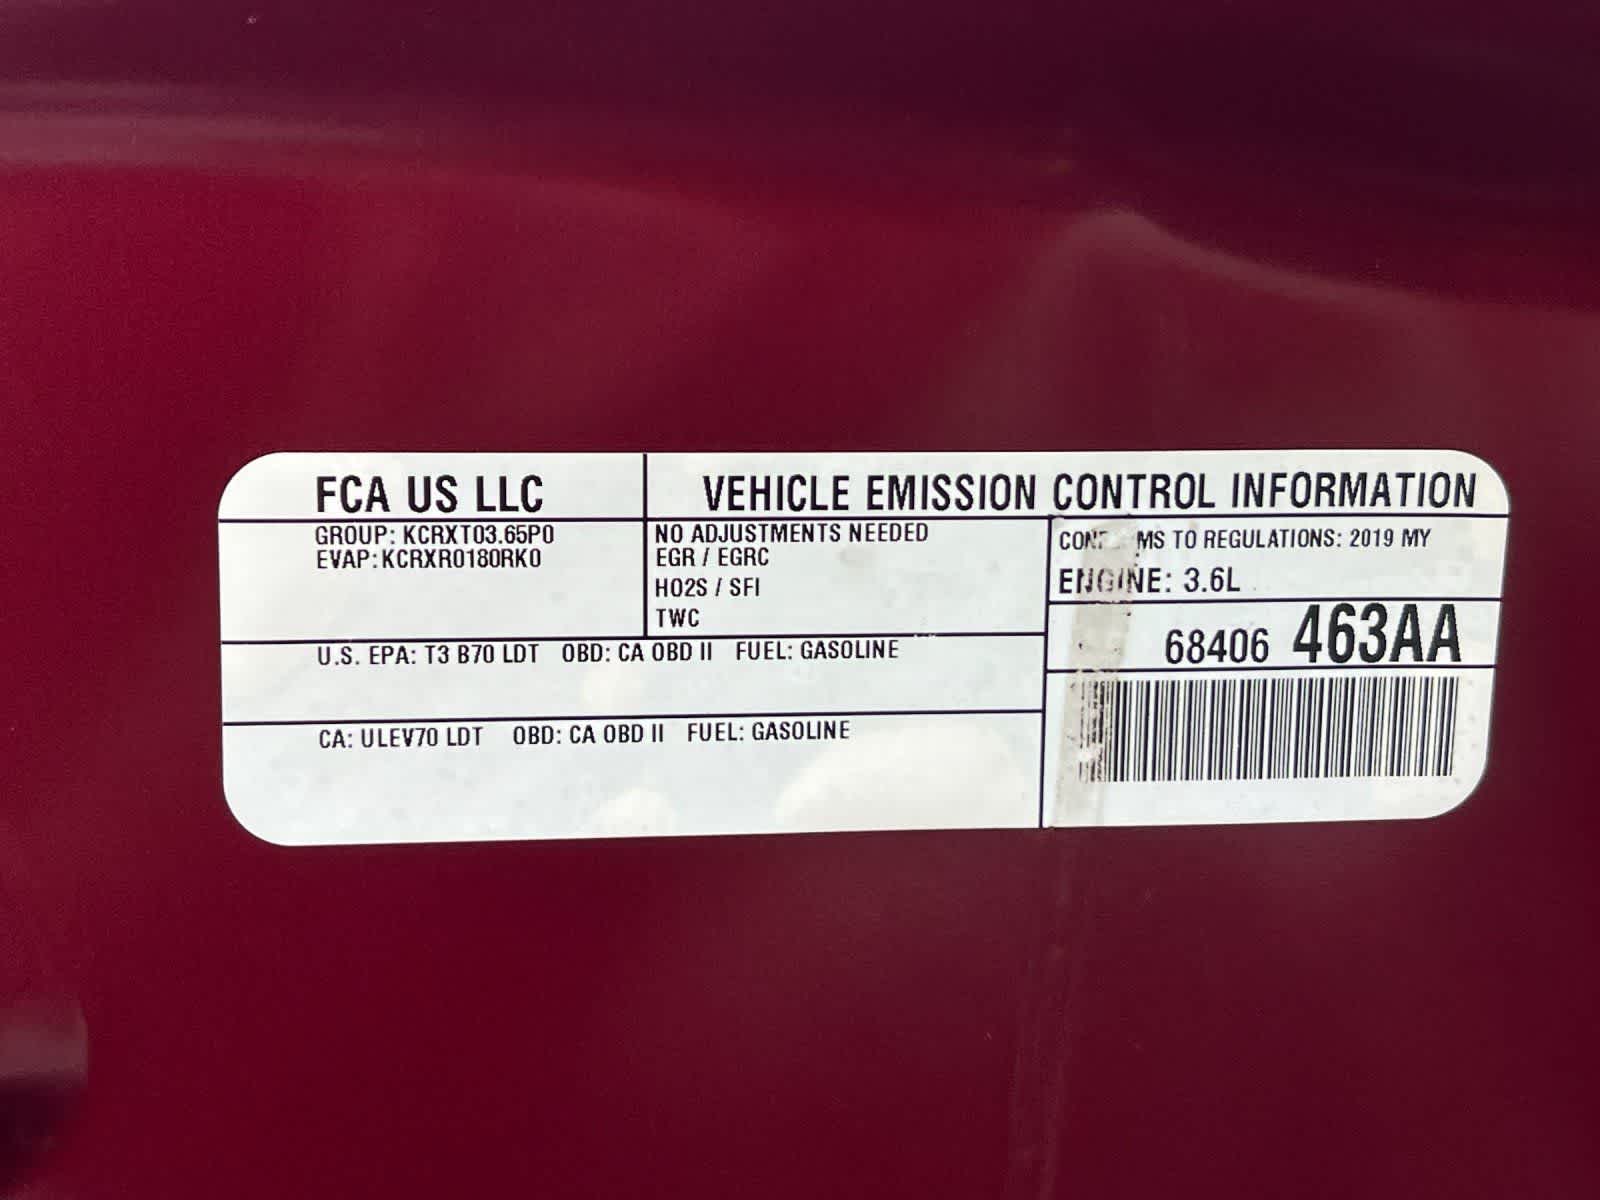 FCA US LLC
VEHICLE EMISSION CONTROL INFORMATION
GROUP: KCRXT03.65P0
EVAP: KCRXR0180RK0
NO ADJUSTMENTS NEEDED
EGR / EGRC
HO2S / SFI
TWC
CONFORMS TO REGULATIONS: 2019 MY
ENGINE: 3.6L
68406 463AA
U.S. EPA: T3 B70 LDT OBD: CA OBD II FUEL: GASOLINE
CA: ULEV70 LDT OBD: CA OBD II FUEL: GASOLINE